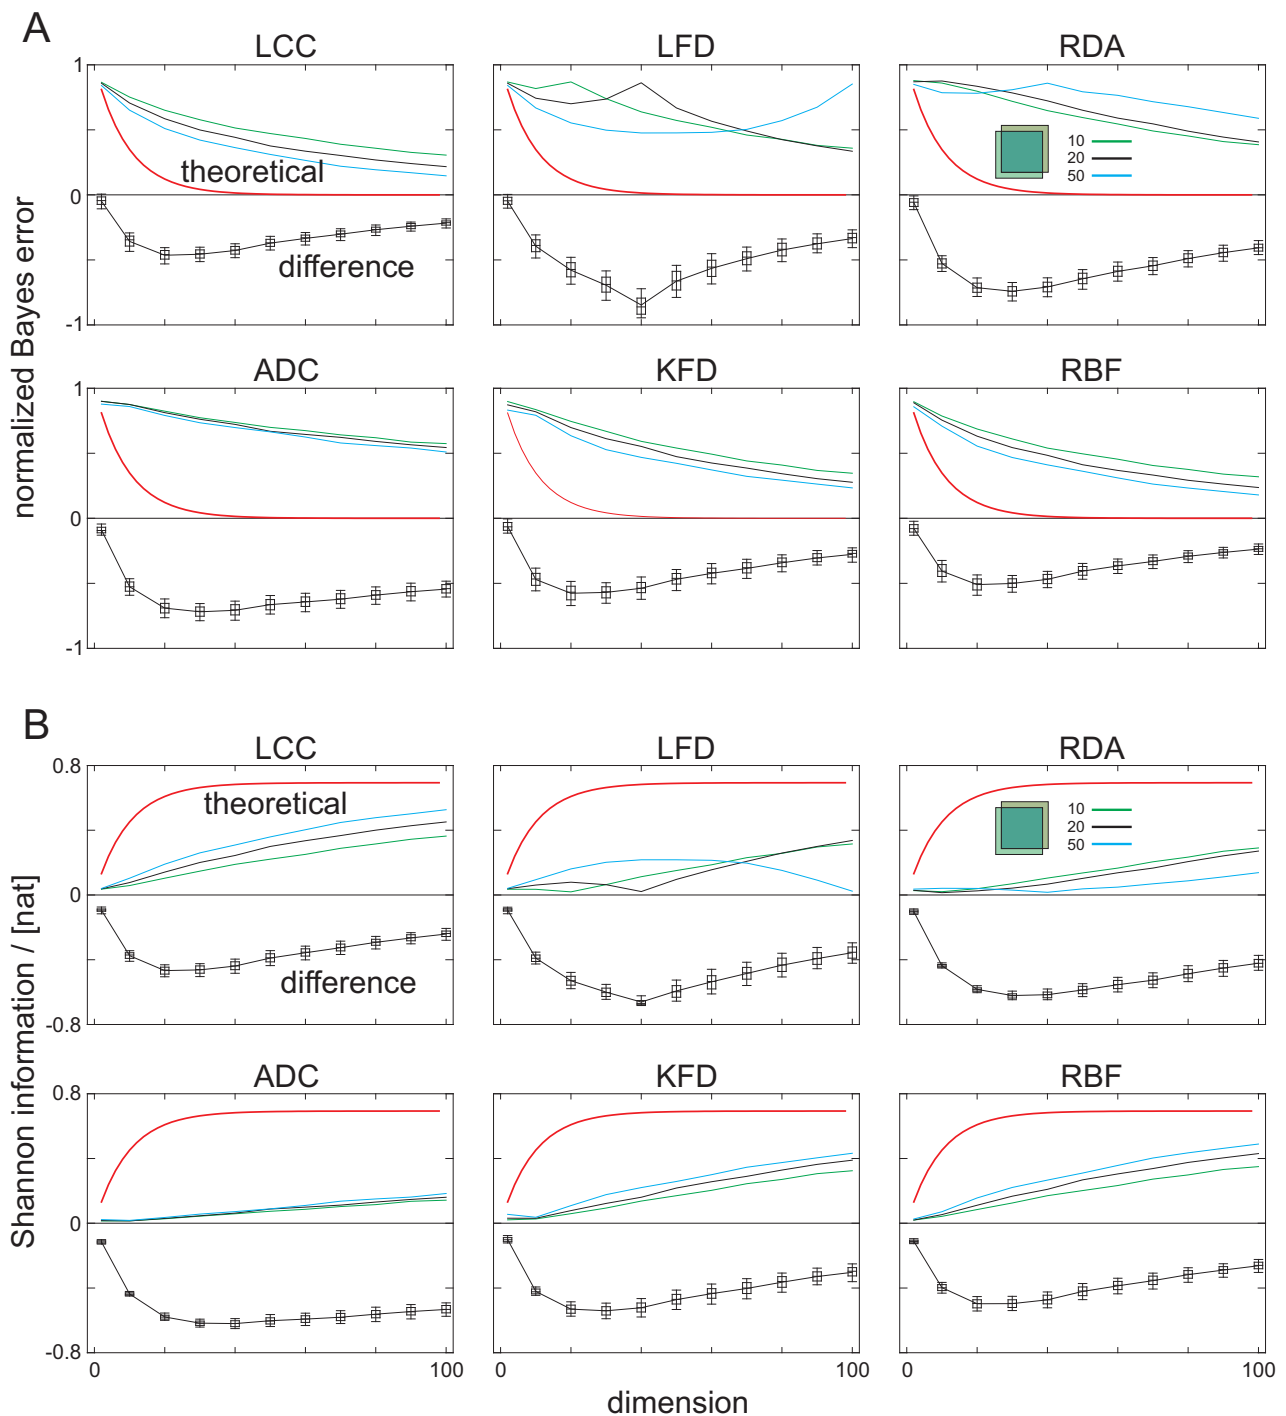 A
LCC LFD RDA
1
theoretical
10
20
50
0
difference
-1
normalized Bayes error
ADC KFD RBF
1
0
-1
B
LCC LFD RDA
0.8
theoretical
10
20
50
0
difference
-0.8
Shannon information / [nat]
ADC KFD RBF
0.8
0
-0.8
0 100 0 100 0 100
dimension